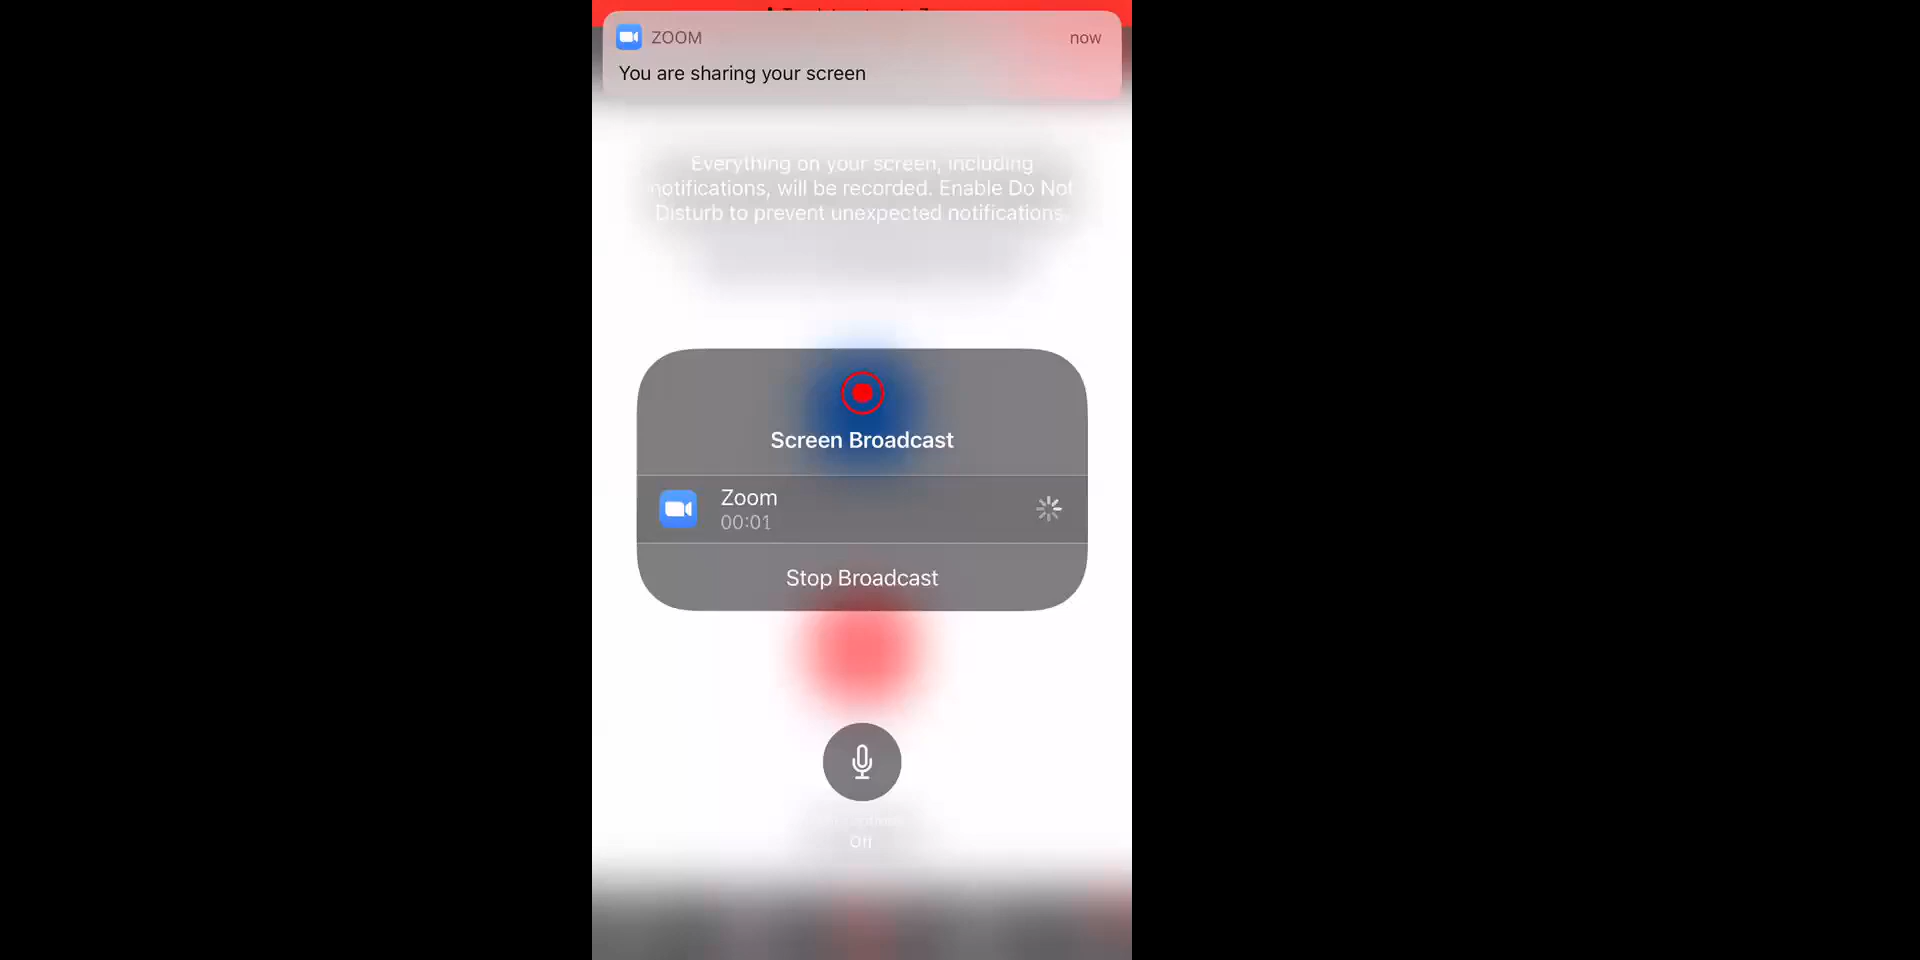 ZOOM now
You are sharing your screen
Everything on your screen, including
notifications, will be recorded. Enable Do Not
Disturb to prevent unexpected notifications
Screen Broadcast
Zoom
00:01
Stop Broadcast
Off